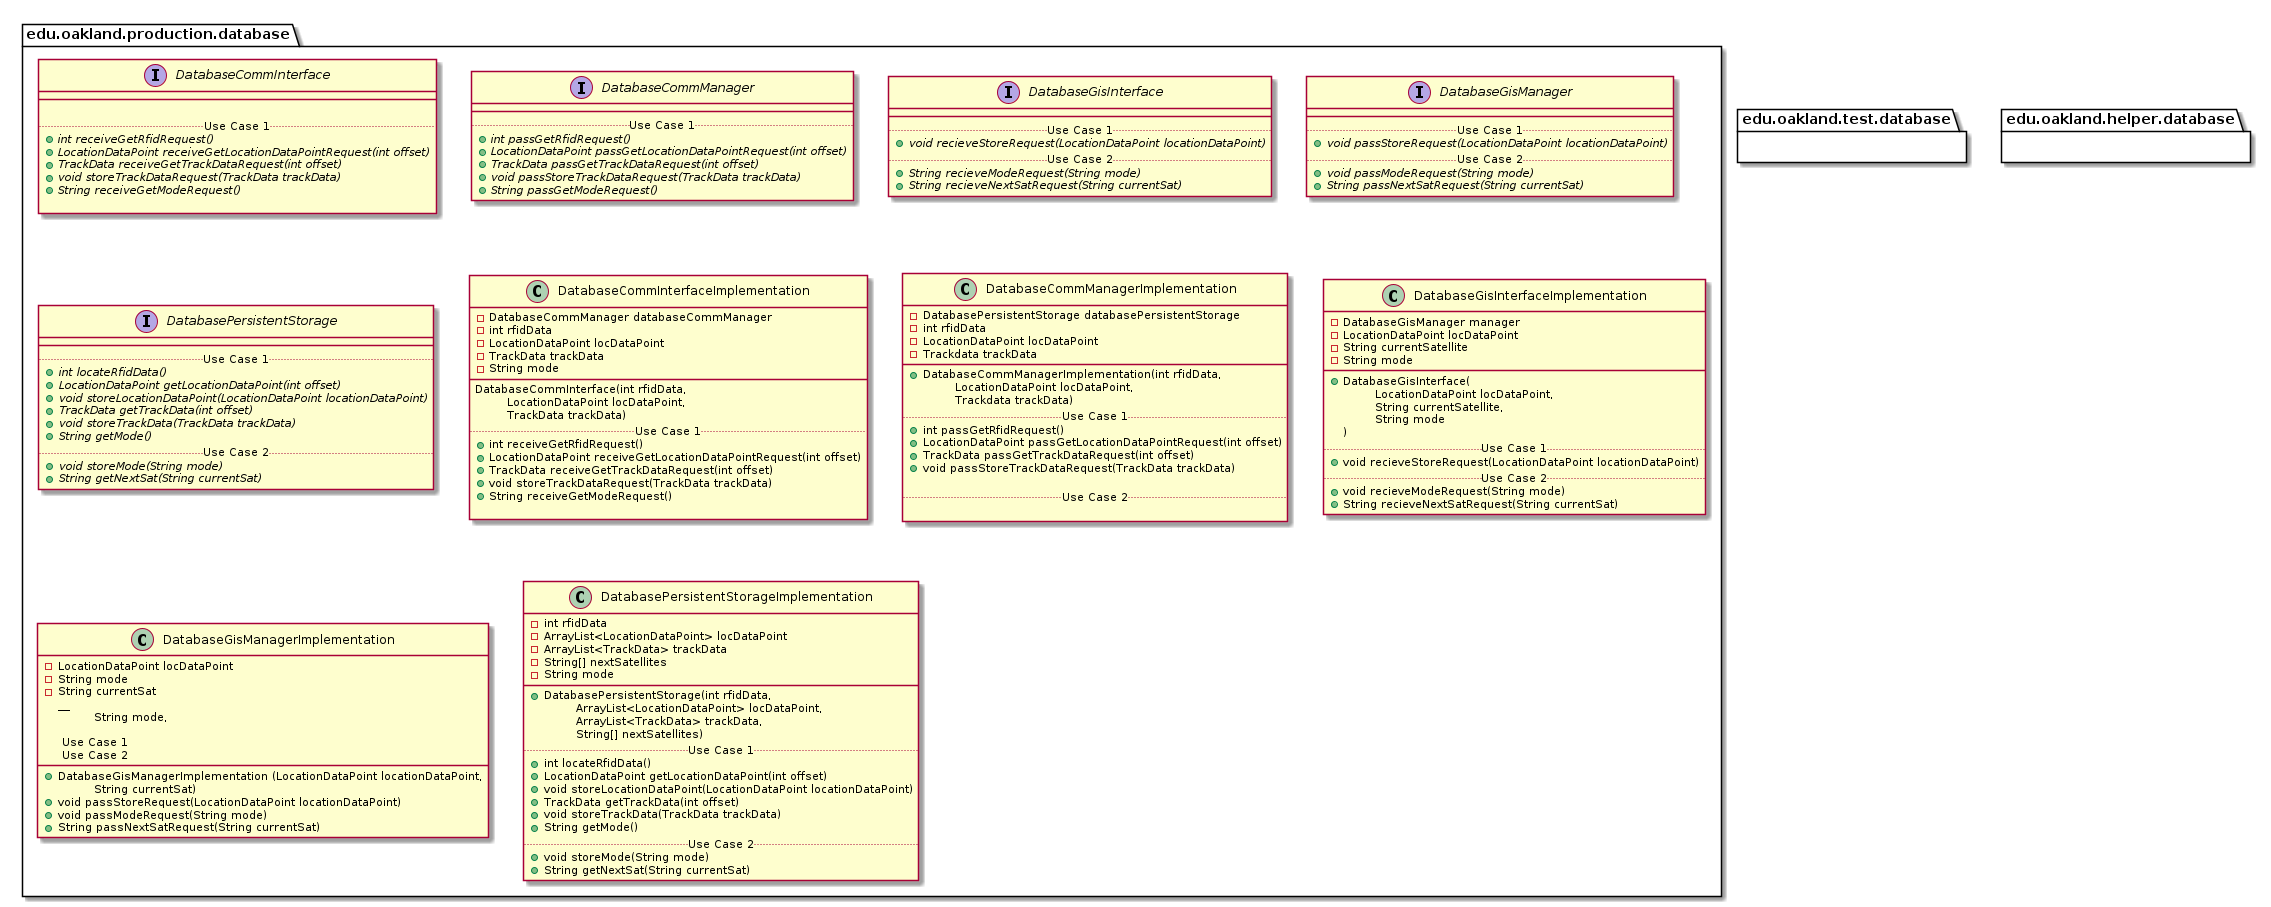 edu.oakland.production.database
I DatabaseCommInterface
Use Case 1
int receiveGetRfidRequest()
LocationDataPoint receiveGetLocationDataPointRequest(int offset)
TrackData receiveGetTrackDataRequest(int offset)
void storeTrackDataRequest(TrackData trackData)
String receiveGetModeRequest()
I DatabaseCommManager
Use Case 1
int passGetRfidRequest()
LocationDataPoint passGetLocationDataPointRequest(int offset)
TrackData passGetTrackDataRequest(int offset)
void passStoreTrackDataRequest(TrackData trackData)
String passGetModeRequest()
I DatabaseGisInterface
Use Case 1
void recieveStoreRequest(LocationDataPoint locationDataPoint)
Use Case 2
String recieveModeRequest(String mode)
String recieveNextSatRequest(String currentSat)
I DatabaseGisManager
Use Case 1
void passStoreRequest(LocationDataPoint locationDataPoint)
Use Case 2
void passModeRequest(String mode)
String passNextSatRequest(String currentSat)
edu.oakland.test.database
edu.oakland.helper.database
I DatabasePersistentStorage
Use Case 1
int locateRfidData()
LocationDataPoint getLocationDataPoint(int offset)
void storeLocationDataPoint(LocationDataPoint locationDataPoint)
TrackData getTrackData(int offset)
void storeTrackData(TrackData trackData)
String getMode()
Use Case 2
void storeMode(String mode)
String getNextSat(String currentSat)
C DatabaseCommInterfaceImplementation
DatabaseCommManager databaseCommManager
int rfidData
LocationDataPoint locDataPoint
TrackData trackData
String mode
DatabaseCommInterface(int rfidData,
LocationDataPoint locDataPoint,
TrackData trackData)
Use Case 1
int receiveGetRfidRequest()
LocationDataPoint receiveGetLocationDataPointRequest(int offset)
TrackData receiveGetTrackDataRequest(int offset)
void storeTrackDataRequest(TrackData trackData)
String receiveGetModeRequest()
C DatabaseCommManagerImplementation
DatabasePersistentStorage databasePersistentStorage
int rfidData
LocationDataPoint locDataPoint
Trackdata trackData
DatabaseCommManagerImplementation(int rfidData,
LocationDataPoint locDataPoint,
Trackdata trackData)
Use Case 1
int passGetRfidRequest()
LocationDataPoint passGetLocationDataPointRequest(int offset)
TrackData passGetTrackDataRequest(int offset)
void passStoreTrackDataRequest(TrackData trackData)
Use Case 2
C DatabaseGisInterfaceImplementation
DatabaseGisManager manager
LocationDataPoint locDataPoint
String currentSatellite
String mode
DatabaseGisInterface(
LocationDataPoint locDataPoint,
String currentSatellite,
String mode
)
Use Case 1
void recieveStoreRequest(LocationDataPoint locationDataPoint)
Use Case 2
void recieveModeRequest(String mode)
String recieveNextSatRequest(String currentSat)
C DatabaseGisManagerImplementation
LocationDataPoint locDataPoint
String mode
String currentSat
__
String mode,
Use Case 1
Use Case 2
DatabaseGisManagerImplementation (LocationDataPoint locationDataPoint,
String currentSat)
void passStoreRequest(LocationDataPoint locationDataPoint)
void passModeRequest(String mode)
String passNextSatRequest(String currentSat)
C DatabasePersistentStorageImplementation
int rfidData
ArrayList<LocationDataPoint> locDataPoint
ArrayList<TrackData> trackData
String[] nextSatellites
String mode
DatabasePersistentStorage(int rfidData,
ArrayList<LocationDataPoint> locDataPoint,
ArrayList<TrackData> trackData,
String[] nextSatellites)
Use Case 1
int locateRfidData()
LocationDataPoint getLocationDataPoint(int offset)
void storeLocationDataPoint(LocationDataPoint locationDataPoint)
TrackData getTrackData(int offset)
void storeTrackData(TrackData trackData)
String getMode()
Use Case 2
void storeMode(String mode)
String getNextSat(String currentSat)